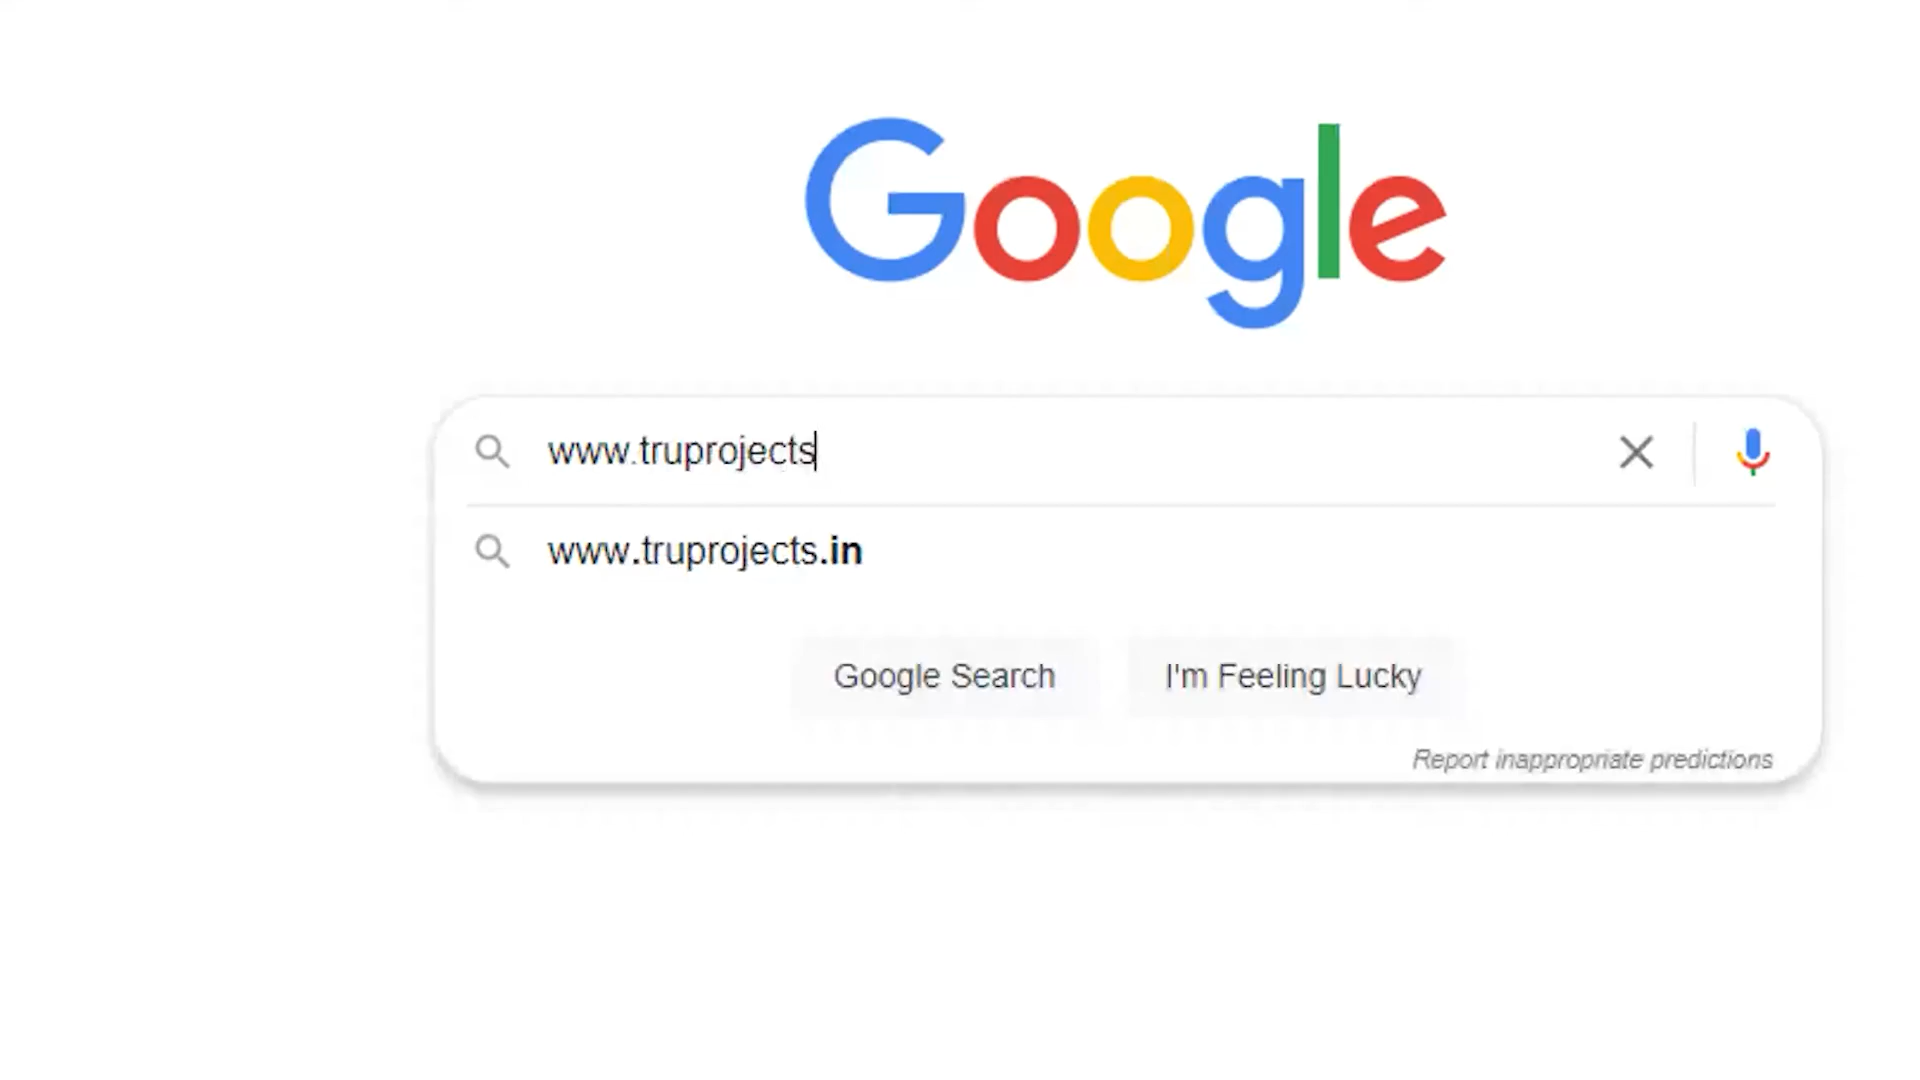 Google
www.truprojects
www.truprojects.in
Google Search
I'm Feeling Lucky
Report inappropriate predictions